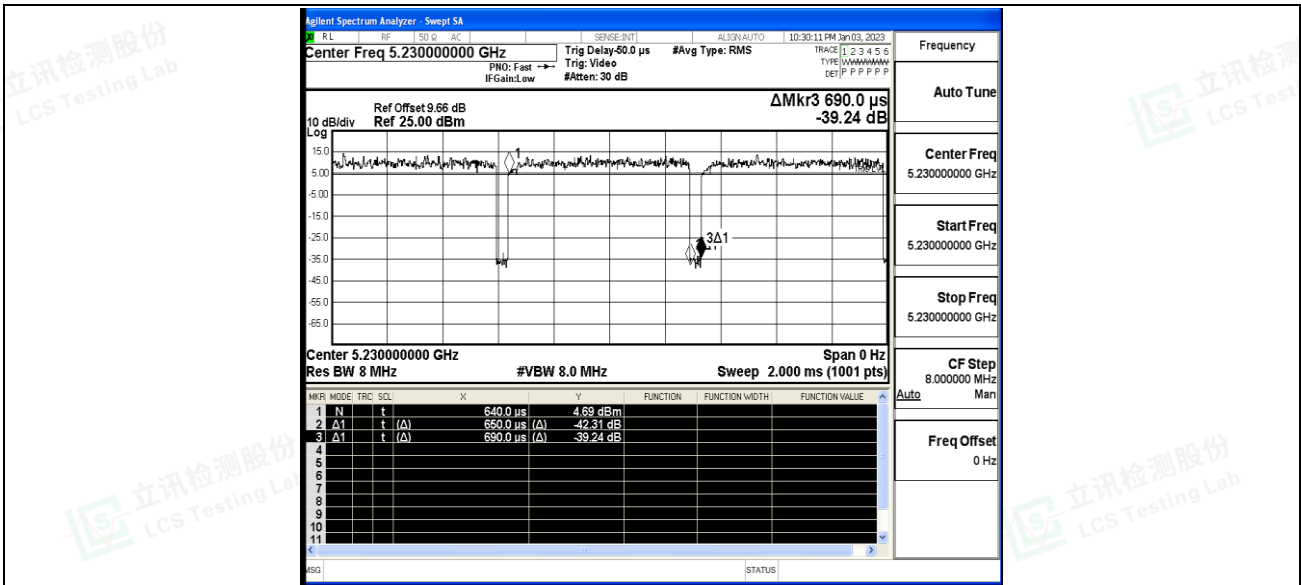 Agilent Spectrum Analyzer - Swept SA
RL RF 50 Ω AC SENSE:INT ALIGN AUTO 10:30:11 PM Jan 03, 2023
Center Freq 5.230000000 GHz
PNO: Fast
IFGain:Low
Trig Delay-50.0 µs
Trig: Video
#Atten: 30 dB
#Avg Type: RMS
TRACE 1 2 3 4 5 6
TYPE
DET P P P P P P
Ref Offset 9.66 dB
10 dB/div Ref 25.00 dBm
ΔMkr3 690.0 µs
-39.24 dB
Log
15.0
5.00
-5.00
-15.0
-25.0
-35.0
-45.0
-55.0
-65.0
1
3Δ1
Center 5.230000000 GHz Span 0 Hz
Res BW 8 MHz #VBW 8.0 MHz Sweep 2.000 ms (1001 pts)
MKR MODE TRC SCL X Y FUNCTION FUNCTION WIDTH FUNCTION VALUE
1 N t 640.0 µs 4.69 dBm
2 Δ1 t (Δ) 650.0 µs (Δ) -42.31 dB
3 Δ1 t (Δ) 690.0 µs (Δ) -39.24 dB
4
5
6
7
8
9
10
11
MSG STATUS
Frequency
Auto Tune
Center Freq
5.230000000 GHz
Start Freq
5.230000000 GHz
Stop Freq
5.230000000 GHz
CF Step
8.000000 MHz
Auto Man
Freq Offset
0 Hz
立讯检测股份
LCS Testing Lab
立讯检测
LCS Test
立讯检测股份
LCS Testing Lab
立讯检测股份
LCS Testing Lab